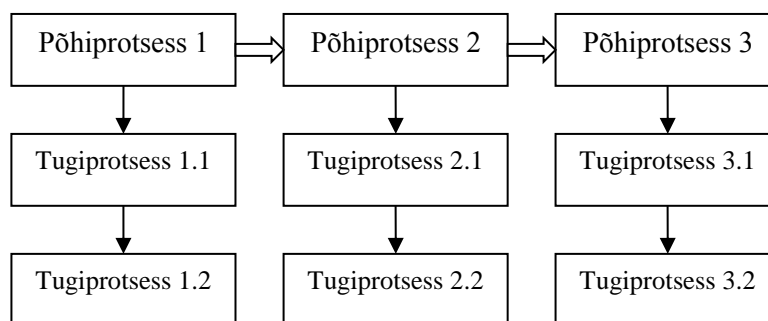 Põhiprotsess 1
Põhiprotsess 2
Põhiprotsess 3
Tugiprotsess 1.1
Tugiprotsess 2.1
Tugiprotsess 3.1
Tugiprotsess 1.2
Tugiprotsess 2.2
Tugiprotsess 3.2